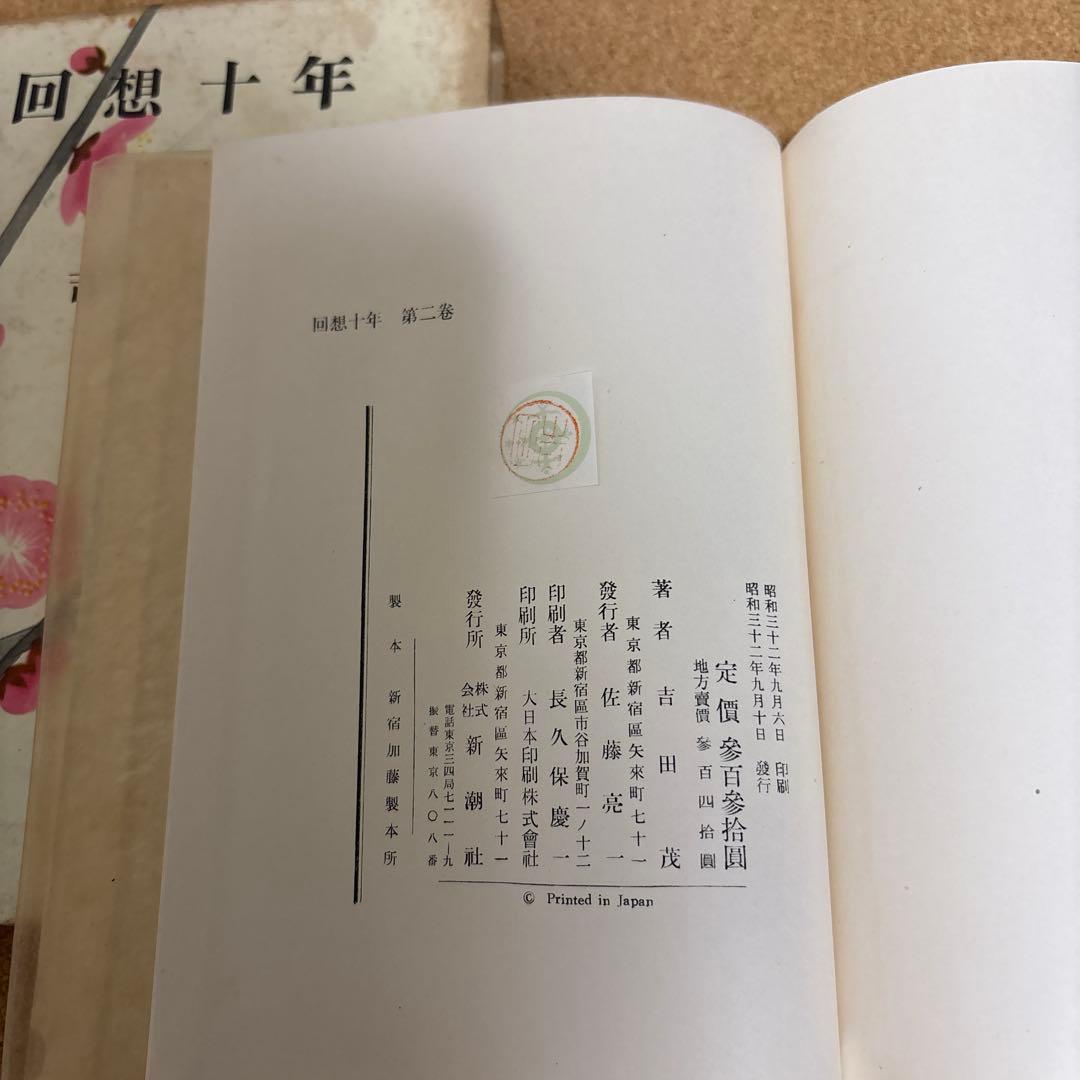 回想十年
回想十年 第二卷
昭和三十二年九月六日 印刷
昭和三十二年九月十日 發行
定價 參百參拾圓
地方賣價 參百四拾圓
著者 吉田茂
東京都新宿區矢來町七十一
發行者 佐藤亮一
東京都新宿區市谷加賀町一ノ十二
印刷者 長久保慶一
印刷所 大日本印刷株式會社
東京都新宿區矢來町七十一
發行所 株式会社 新潮社
電話東京三四局七一一一―九
振替東京八〇八番
製本 新宿加藤製本所
© Printed in Japan